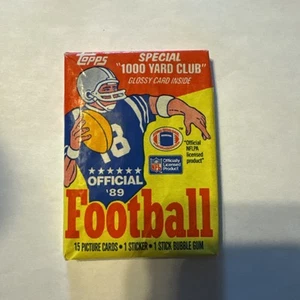 Topps
SPECIAL
"1000 YARD CLUB"
GLOSSY CARD INSIDE
18
"Official
NFLPA
licensed
product"
Officially
Licensed
Product
OFFICIAL
'89
Football
15 PICTURE CARDS • 1 STICKER • 1 STICK BUBBLE GUM